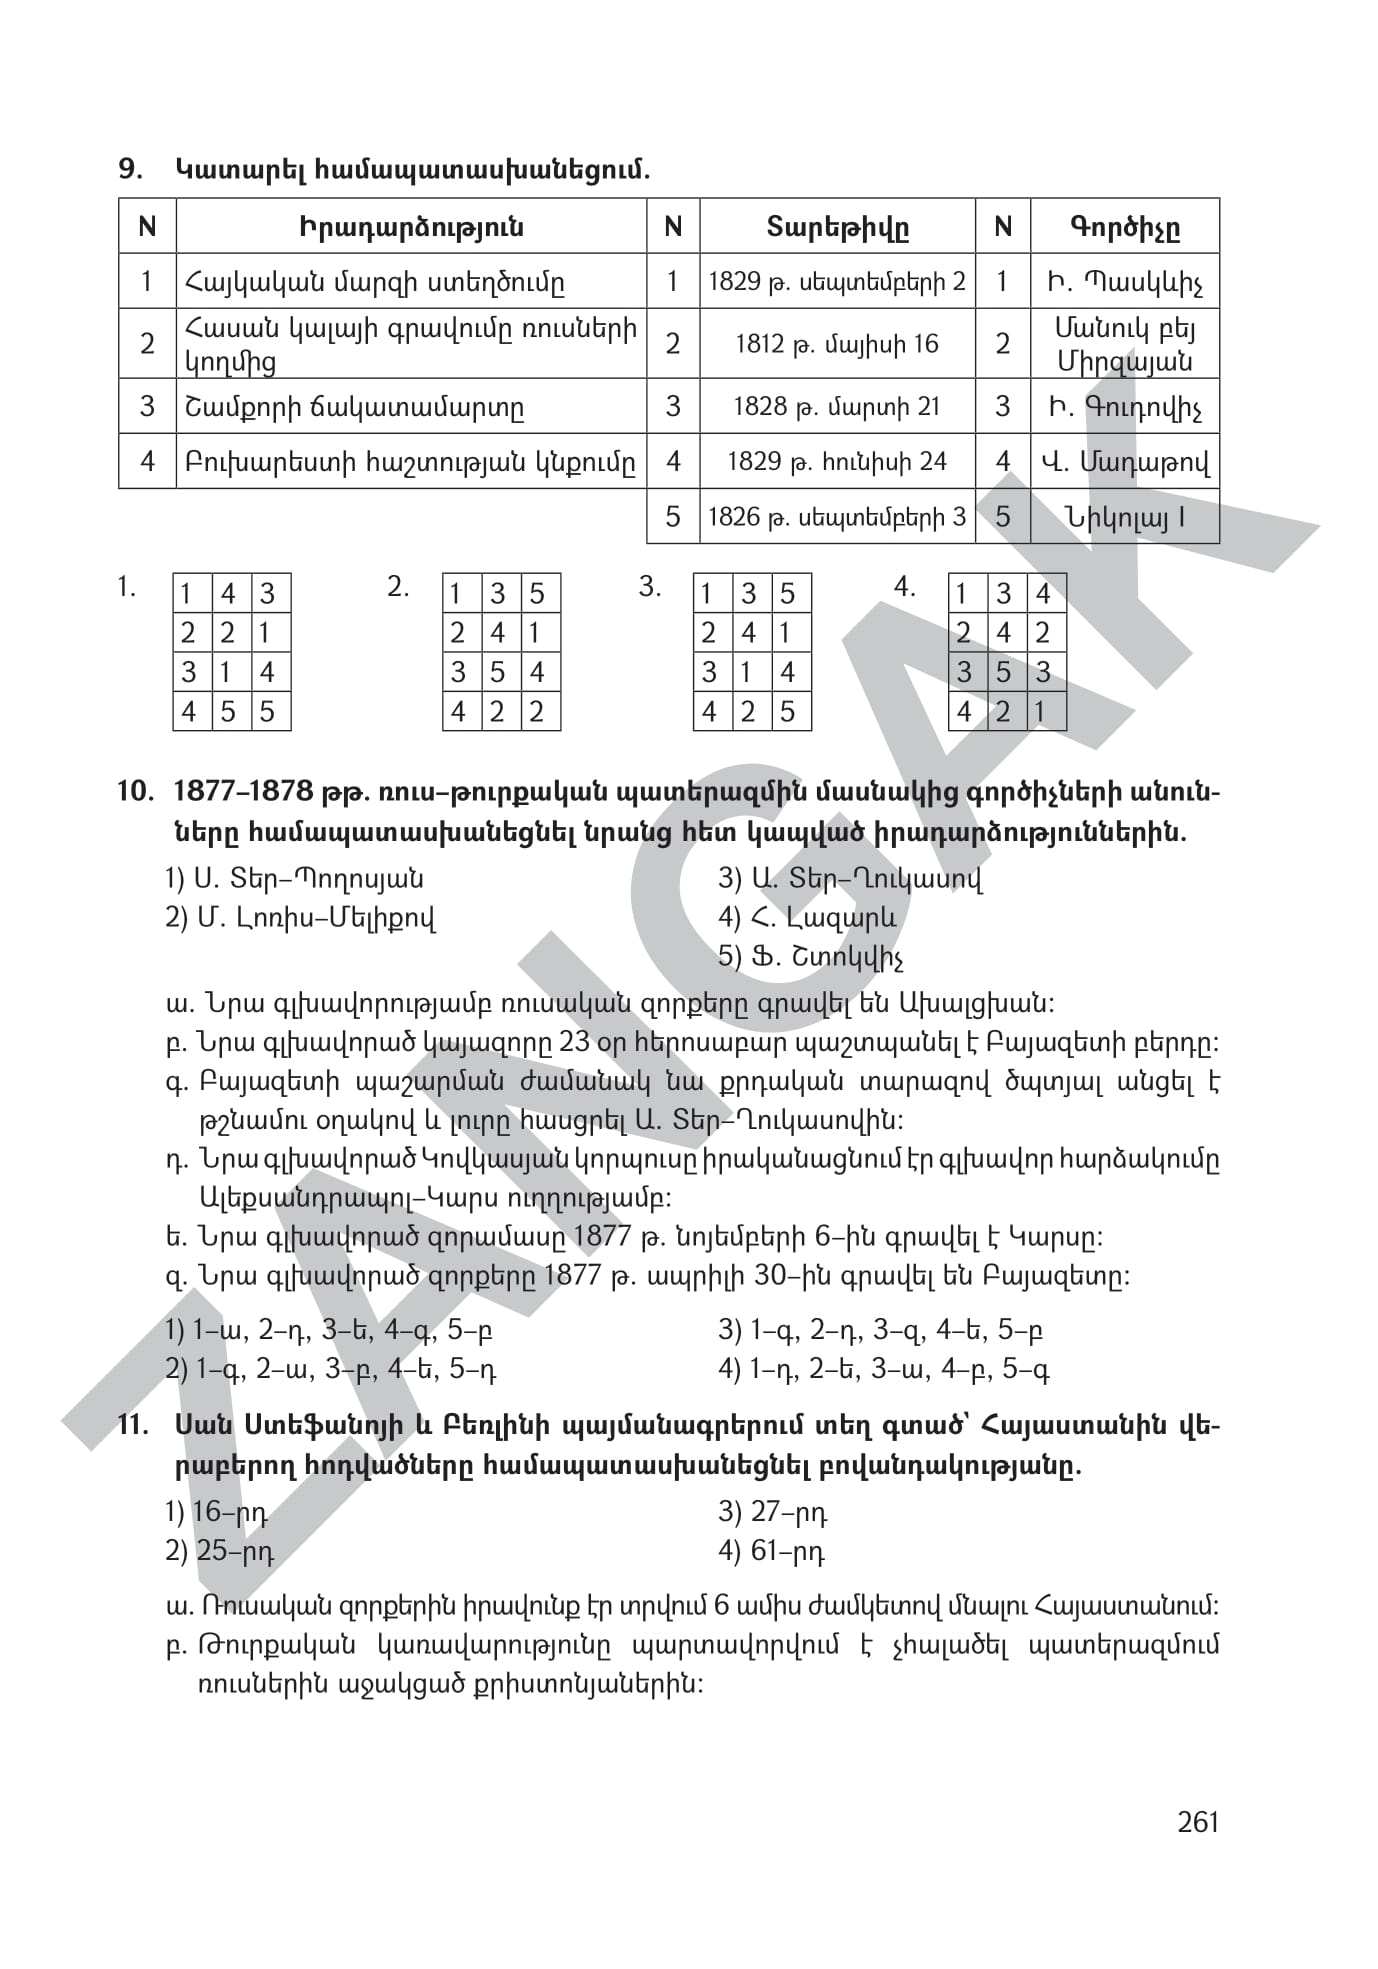 9. Կատարել համապատասխանեցում.
N Իրադարձություն N Տարեթիվը N Գործիչը
1 Հայկական մարզի ստեղծումը 1 1829 թ. սեպտեմբերի 2 1 Ի. Պասկևիչ
2 Հասան կալայի գրավումը ռուսների կողմից 2 1812 թ. մայիսի 16 2 Մանուկ բեյ Միրզայան
3 Շամքորի ճակատամարտը 3 1828 թ. մարտի 21 3 Ի. Գուդովիչ
4 Բուխարեստի հաշտության կնքումը 4 1829 թ. հունիսի 24 4 Վ. Մադաթով
5 1826 թ. սեպտեմբերի 3 5 Նիկոլայ I
1. 2. 3. 4.
1 4 3 1 3 5 1 3 5 1 3 4
2 2 1 2 4 1 2 4 1 2 4 2
3 1 4 3 5 4 3 1 4 3 5 3
4 5 5 4 2 2 4 2 5 4 2 1
10. 1877–1878 թթ. ռուս–թուրքական պատերազմին մասնակից գործիչների անուն-
ները համապատասխանեցնել նրանց հետ կապված իրադարձություններին.
1) Ս. Տեր–Պողոսյան 3) Ա. Տեր–Ղուկասով
2) Մ. Լոռիս–Մելիքով 4) Հ. Լազարև
5) Ֆ. Շտոկվիչ
ա. Նրա գլխավորությամբ ռուսական զորքերը գրավել են Ախալցխան:
բ. Նրա գլխավորած կայազորը 23 օր հերոսաբար պաշտպանել է Բայազետի բերդը:
գ. Բայազետի պաշարման ժամանակ նա քրդական տարազով ծպտյալ անցել է
թշնամու օղակով և լուրը հասցրել Ա. Տեր–Ղուկասովին:
դ. Նրա գլխավորած Կովկասյան կորպուսը իրականացնում էր գլխավոր հարձակումը
Ալեքսանդրապոլ–Կարս ուղղությամբ:
ե. Նրա գլխավորած զորամասը 1877 թ. նոյեմբերի 6–ին գրավել է Կարսը:
զ. Նրա գլխավորած զորքերը 1877 թ. ապրիլի 30–ին գրավել են Բայազետը:
1) 1–ա, 2–դ, 3–ե, 4–գ, 5–բ 3) 1–գ, 2–դ, 3–զ, 4–ե, 5–բ
2) 1–գ, 2–ա, 3–բ, 4–ե, 5–դ 4) 1–դ, 2–ե, 3–ա, 4–բ, 5–գ
11. Սան Ստեֆանոյի և Բեռլինի պայմանագրերում տեղ գտած՝ Հայաստանին վե-
րաբերող հոդվածները համապատասխանեցնել բովանդակությանը.
1) 16–րդ 3) 27–րդ
2) 25–րդ 4) 61–րդ
ա. Ռուսական զորքերին իրավունք էր տրվում 6 ամիս ժամկետով մնալու Հայաստանում:
բ. Թուրքական կառավարությունը պարտավորվում է չհալածել պատերազմում
ռուսներին աջակցած քրիստոնյաներին:
261
ZANGAK